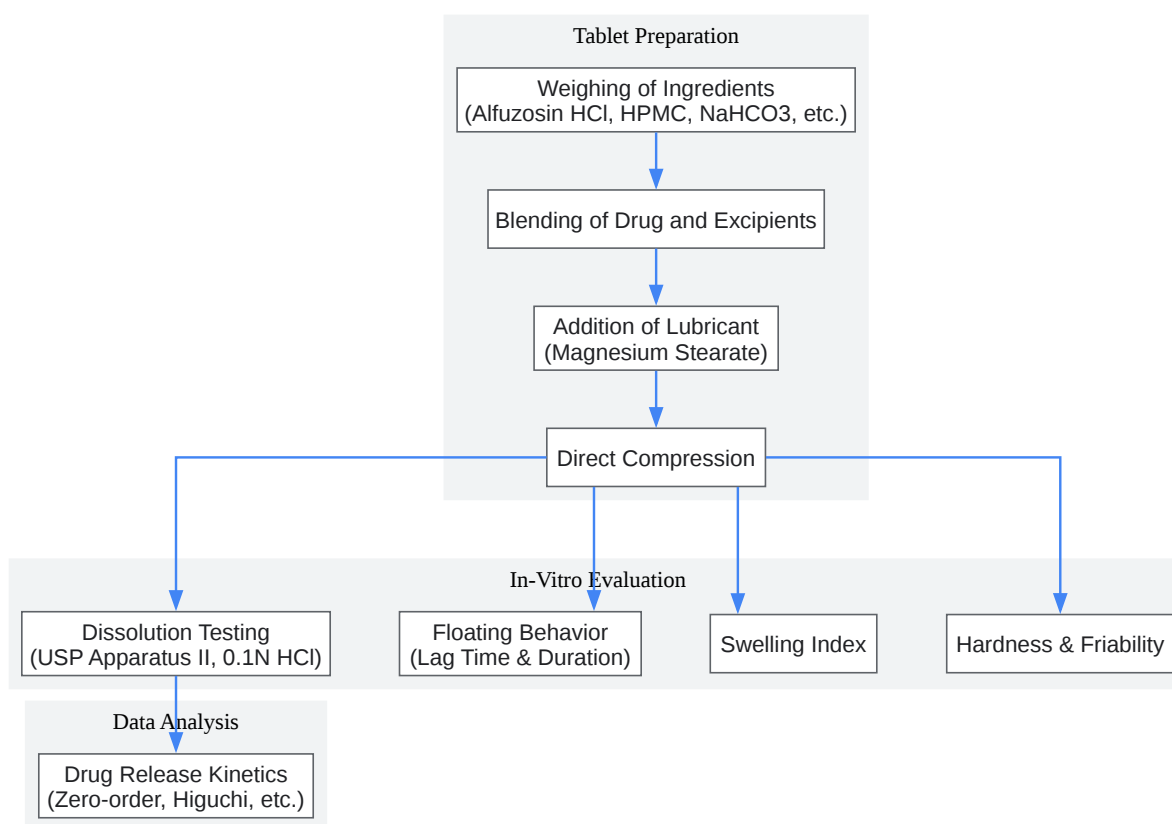 Tablet Preparation
Weighing of Ingredients
(Alfuzosin HCl, HPMC, NaHCO3, etc.)
Blending of Drug and Excipients
Addition of Lubricant
(Magnesium Stearate)
Direct Compression
In-Vitro Evaluation
Dissolution Testing
(USP Apparatus II, 0.1N HCl)
Floating Behavior
(Lag Time & Duration)
Swelling Index
Hardness & Friability
Data Analysis
Drug Release Kinetics
(Zero-order, Higuchi, etc.)